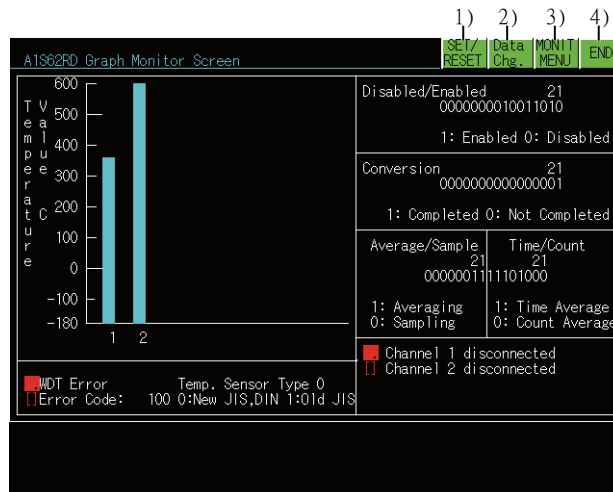 1) 2) 3) 4)
A1S62RD Graph Monitor Screen
SET/ RESET
Data Chg.
MONIT MENU
END
Temperature Value C
600
500
400
300
200
100
0
-100
-180
1 2
Disabled/Enabled 21
0000000010011010
1: Enabled 0: Disabled
Conversion 21
0000000000000001
1: Completed 0: Not Completed
Average/Sample Time/Count
21 21
0000001111101000
1: Averaging 1: Time Average
0: Sampling 0: Count Average
Channel 1 disconnected
[] Channel 2 disconnected
WDT Error Temp. Sensor Type 0
[]Error Code: 100 0:New JIS,DIN 1:Old JIS